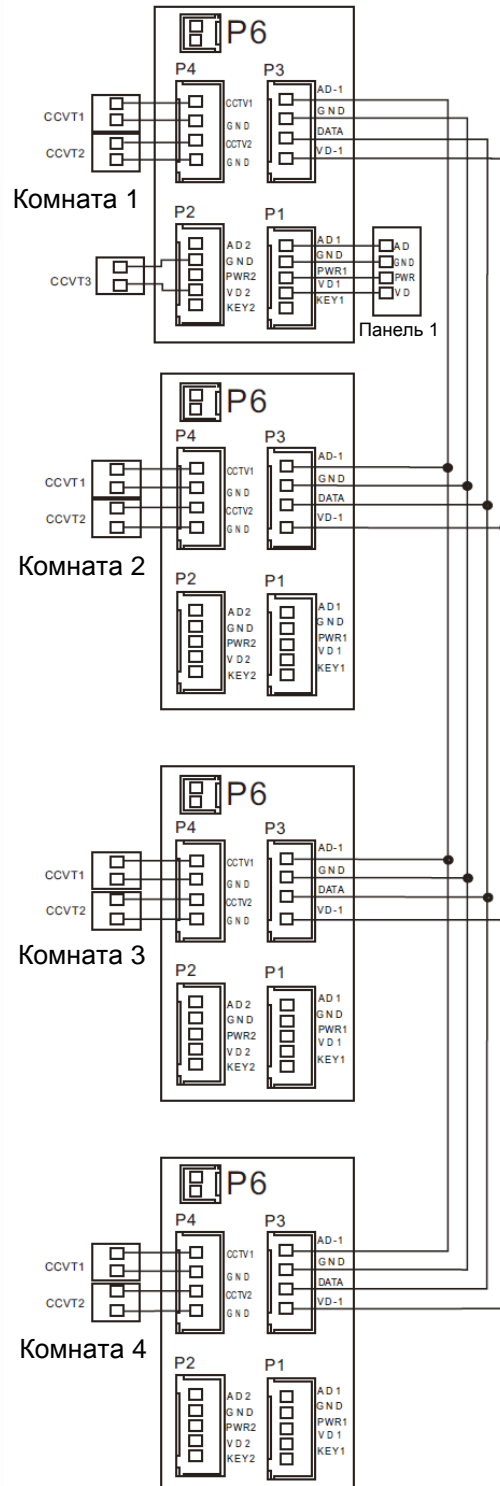 P6
P4
P3
CCVT1
CCVT2
CCTV1
GND
CCTV2
GND
AD-1
GND
DATA
VD-1
Комната 1
P2
P1
CCVT3
AD2
GND
PWR2
VD2
KEY2
AD1
GND
PWR1
VD1
KEY1
AD
GND
PWR
VD
Панель 1
P6
P4
P3
CCVT1
CCVT2
CCTV1
GND
CCTV2
GND
AD-1
GND
DATA
VD-1
Комната 2
P2
P1
AD2
GND
PWR2
VD2
KEY2
AD1
GND
PWR1
VD1
KEY1
P6
P4
P3
CCVT1
CCVT2
CCTV1
GND
CCTV2
GND
AD-1
GND
DATA
VD-1
Комната 3
P2
P1
AD2
GND
PWR2
VD2
KEY2
AD1
GND
PWR1
VD1
KEY1
P6
P4
P3
CCVT1
CCVT2
CCTV1
GND
CCTV2
GND
AD-1
GND
DATA
VD-1
Комната 4
P2
P1
AD2
GND
PWR2
VD2
KEY2
AD1
GND
PWR1
VD1
KEY1